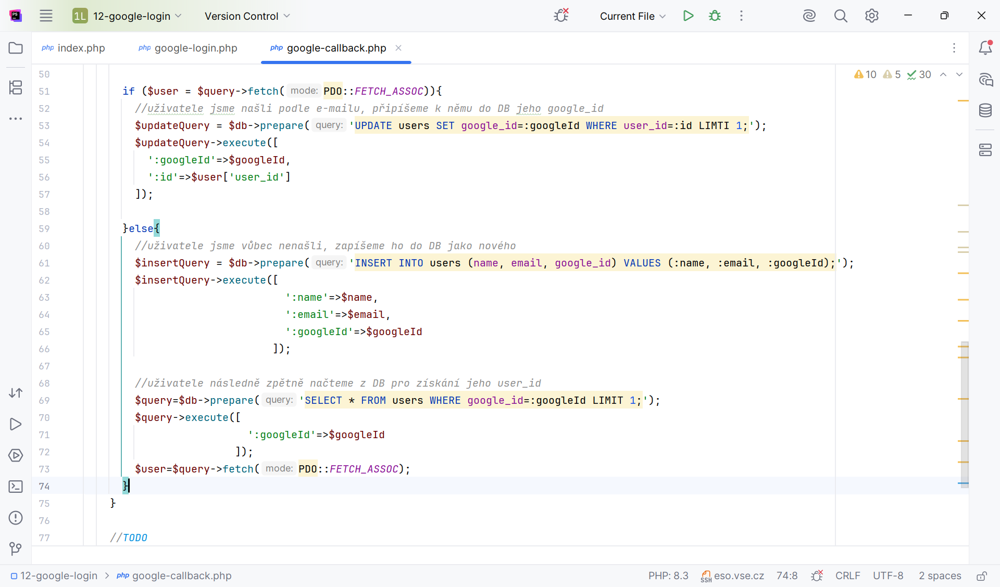 PS
1L 12-google-login Version Control Current File
php index.php php google-login.php php google-callback.php
10 5 30
50
51 if ($user = $query->fetch( mode: PDO::FETCH_ASSOC)){
52 //uživatele jsme našli podle e-mailu, připíšeme k němu do DB jeho google_id
53 $updateQuery = $db->prepare( query: 'UPDATE users SET google_id=:googleId WHERE user_id=:id LIMTI 1;');
54 $updateQuery->execute([
55 ':googleId'=>$googleId,
56 ':id'=>$user['user_id']
57 ]);
58
59 }else{
60 //uživatele jsme vůbec nenašli, zapíšeme ho do DB jako nového
61 $insertQuery = $db->prepare( query: 'INSERT INTO users (name, email, google_id) VALUES (:name, :email, :googleId);');
62 $insertQuery->execute([
63 ':name'=>$name,
64 ':email'=>$email,
65 ':googleId'=>$googleId
66 ]);
67
68 //uživatele následně zpětně načteme z DB pro získání jeho user_id
69 $query=$db->prepare( query: 'SELECT * FROM users WHERE google_id=:googleId LIMIT 1;');
70 $query->execute([
71 ':googleId'=>$googleId
72 ]);
73 $user=$query->fetch( mode: PDO::FETCH_ASSOC);
74 }
75 }
76
77 //TODO
12-google-login > php google-callback.php PHP: 8.3 SSH eso.vse.cz 74:8 CRLF UTF-8 2 spaces